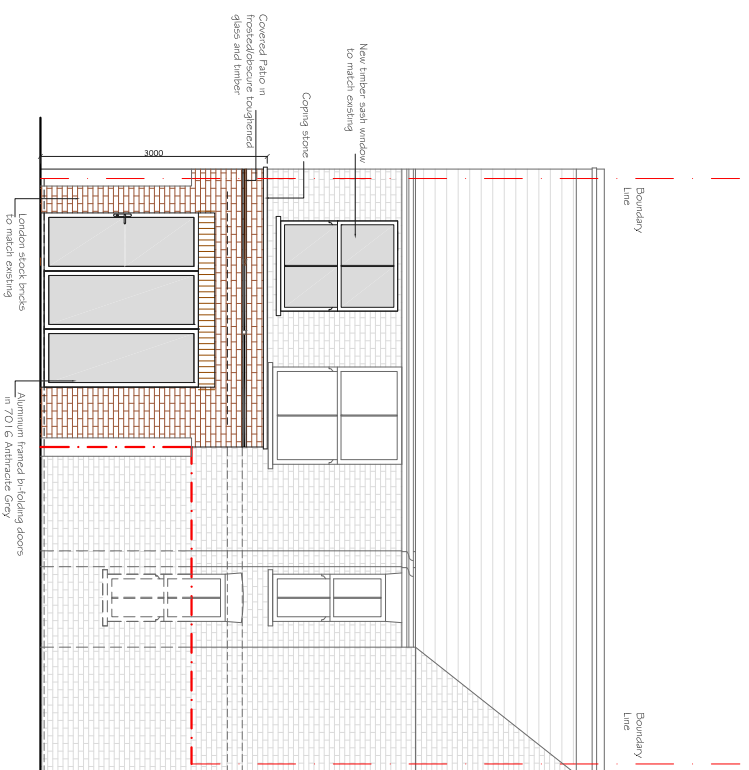 Covered Patio in
frosted/obscure toughened
glass and timber
New timber sash window
to match existing
Coping stone
3000
Boundary
Line
London stock bricks
to match existing
Aluminium framed bi-folding doors
in 7016 Anthracite Grey
Boundary
Line